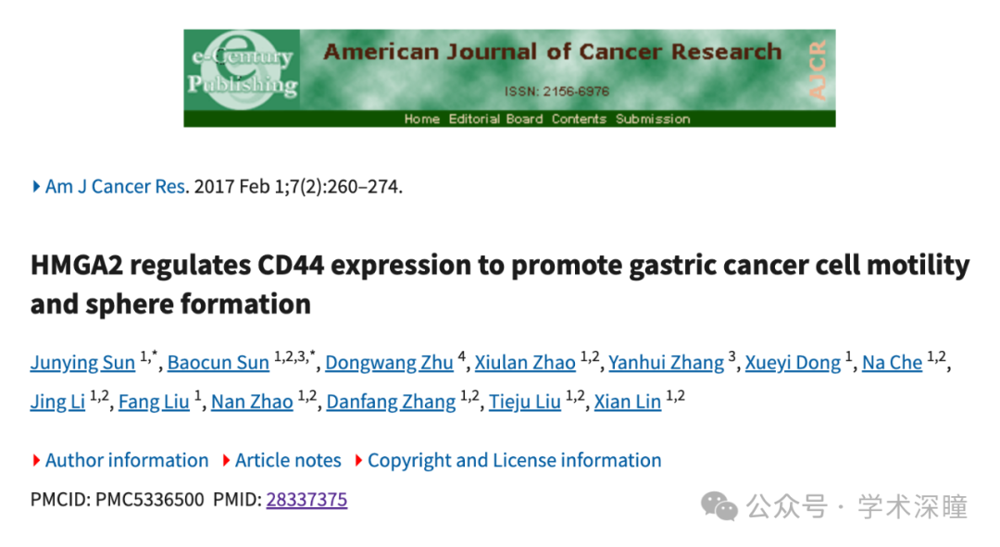 e-Century
Publishing
American Journal of Cancer Research
ISSN: 2156-6976
AJCR
Home Editorial Board Contents Submission
Am J Cancer Res. 2017 Feb 1;7(2):260–274.
HMGA2 regulates CD44 expression to promote gastric cancer cell motility
and sphere formation
Junying Sun 1,*, Baocun Sun 1,2,3,*, Dongwang Zhu 4, Xiulan Zhao 1,2, Yanhui Zhang 3, Xueyi Dong 1, Na Che 1,2,
Jing Li 1,2, Fang Liu 1, Nan Zhao 1,2, Danfang Zhang 1,2, Tieju Liu 1,2, Xian Lin 1,2
Author information Article notes Copyright and License information
PMCID: PMC5336500 PMID: 28337375
公众号 · 学术深瞳